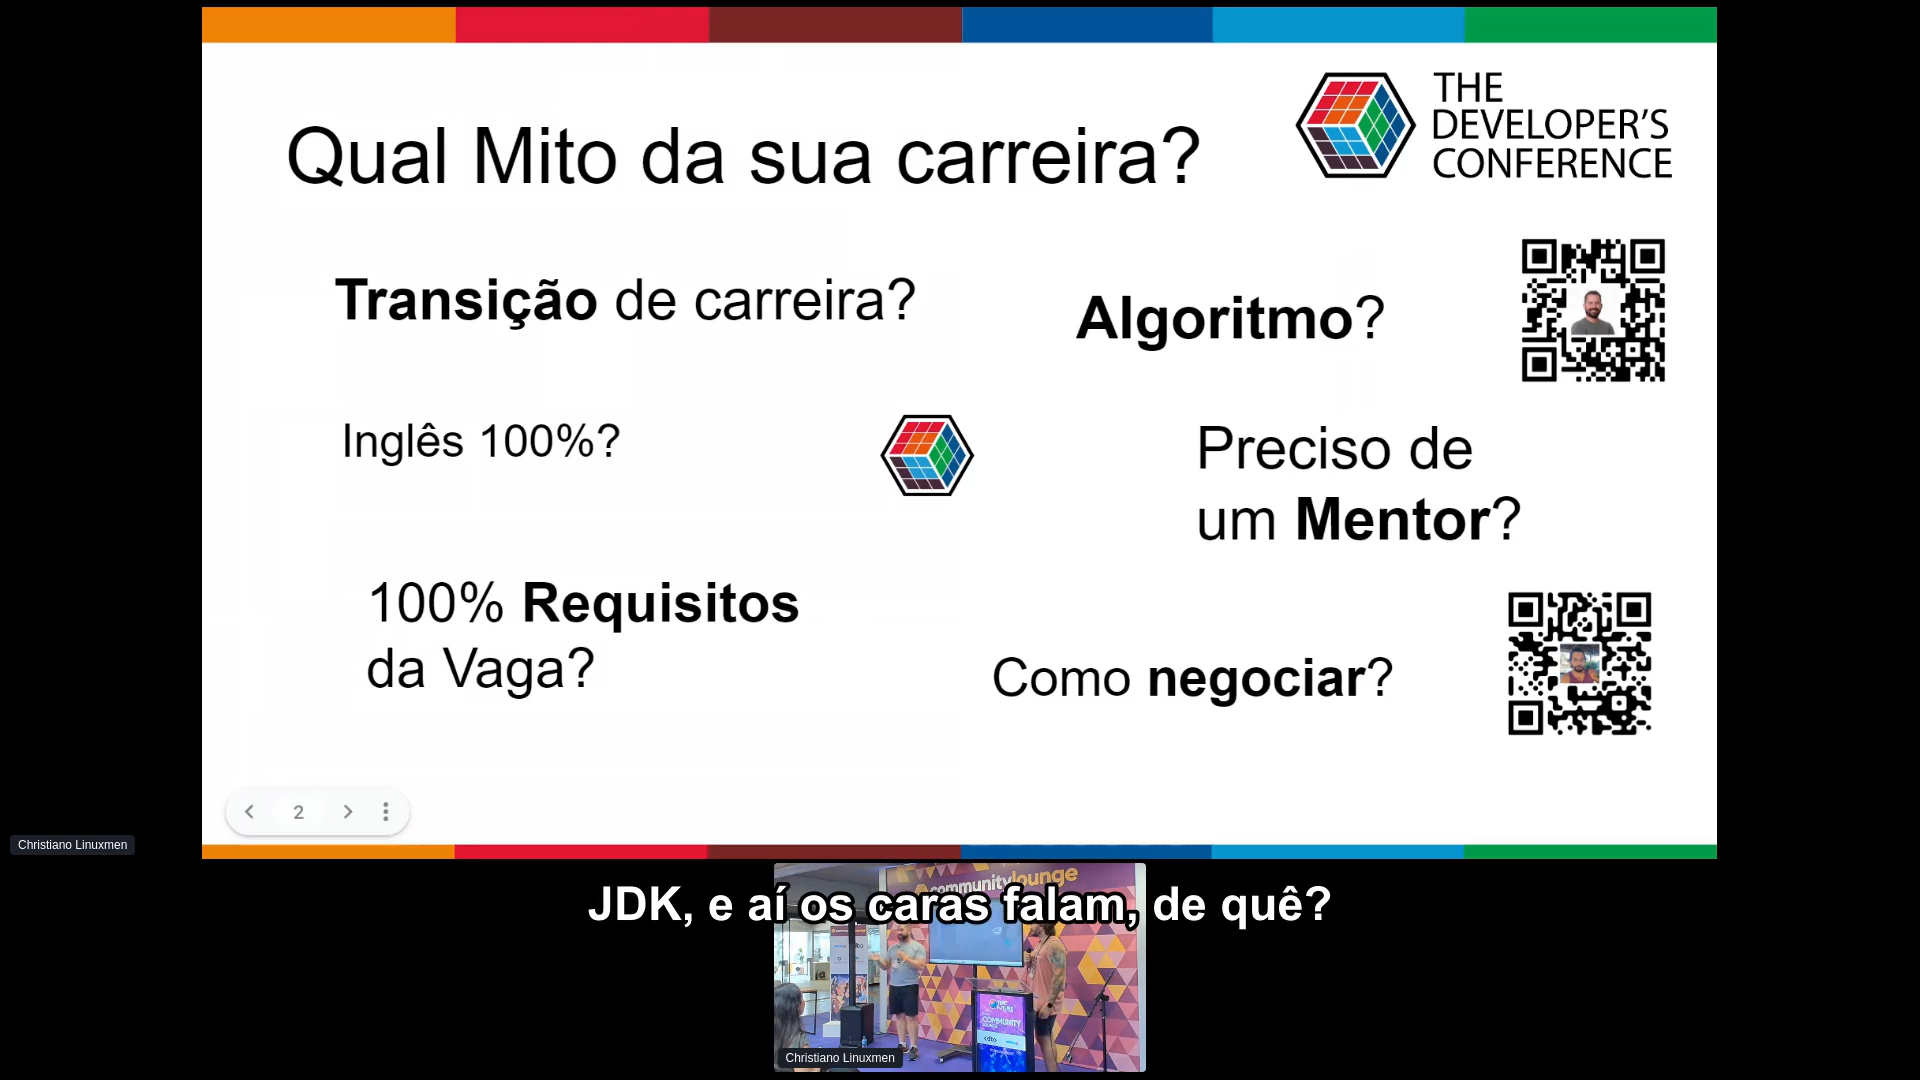 THE
DEVELOPER'S
CONFERENCE
Qual Mito da sua carreira?
Transição de carreira?
Algoritmo?
Inglês 100%?
Preciso de
um Mentor?
100% Requisitos
da Vaga?
Como negociar?
2
Christiano Linuxmen
communitylounge
JDK, e aí os caras falam, de quê?
COMMUNITY
Christiano Linuxmen